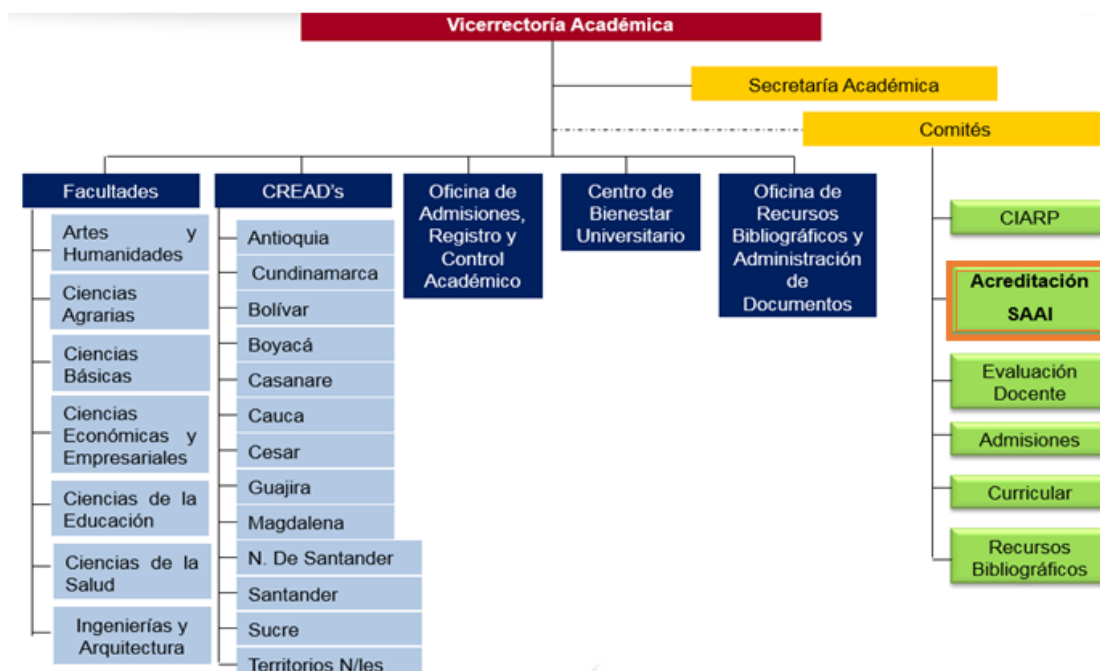 Vicerrectoría Académica
Secretaría Académica
Comités
Facultades
Artes y
Humanidades
Ciencias
Agrarias
Ciencias
Básicas
Ciencias
Económicas y
Empresariales
Ciencias de la
Educación
Ciencias de la
Salud
Ingenierías y
Arquitectura
CREAD's
Antioquia
Cundinamarca
Bolívar
Boyacá
Casanare
Cauca
Cesar
Guajira
Magdalena
N. De Santander
Santander
Sucre
Territorios N/les
Oficina de
Admisiones,
Registro y
Control
Académico
Centro de
Bienestar
Universitario
Oficina de
Recursos
Bibliográficos y
Administración
de
Documentos
CIARP
Acreditación
SAAI
Evaluación
Docente
Admisiones
Curricular
Recursos
Bibliográficos